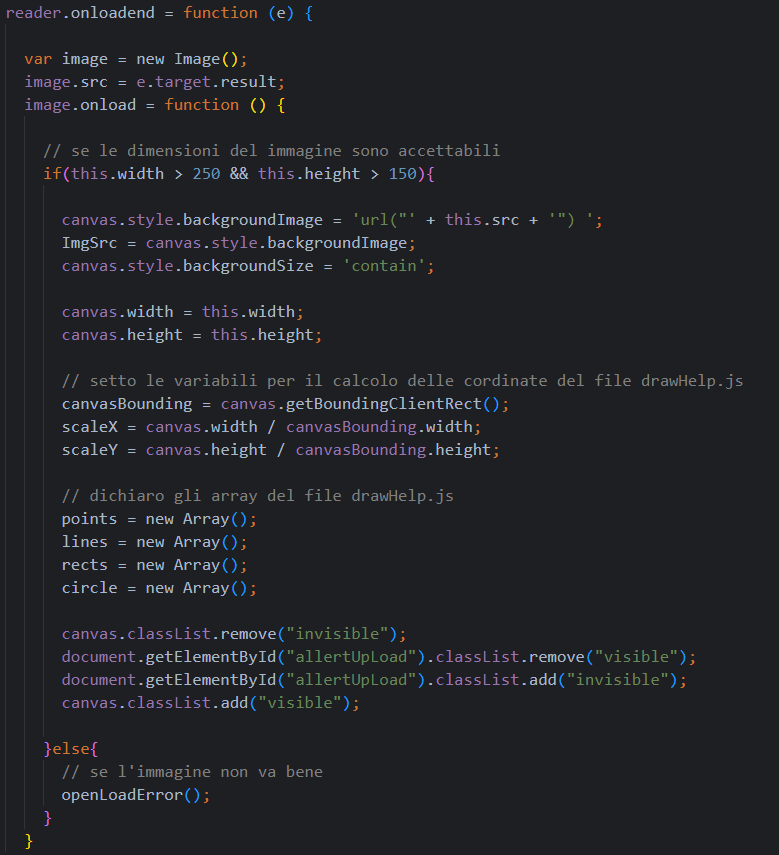 reader.onloadend = function (e) {
var image = new Image();
image.src = e.target.result;
image.onload = function () {
// se le dimensioni del immagine sono accettabili
if(this.width > 250 && this.height > 150){
canvas.style.backgroundImage = 'url("' + this.src + '") ';
ImgSrc = canvas.style.backgroundImage;
canvas.style.backgroundSize = 'contain';
canvas.width = this.width;
canvas.height = this.height;
// setto le variabili per il calcolo delle cordinate del file drawHelp.js
canvasBounding = canvas.getBoundingClientRect();
scaleX = canvas.width / canvasBounding.width;
scaleY = canvas.height / canvasBounding.height;
// dichiaro gli array del file drawHelp.js
points = new Array();
lines = new Array();
rects = new Array();
circle = new Array();
canvas.classList.remove("invisible");
document.getElementById("allertUpLoad").classList.remove("visible");
document.getElementById("allertUpLoad").classList.add("invisible");
canvas.classList.add("visible");
}else{
// se l'immagine non va bene
openLoadError();
}
}